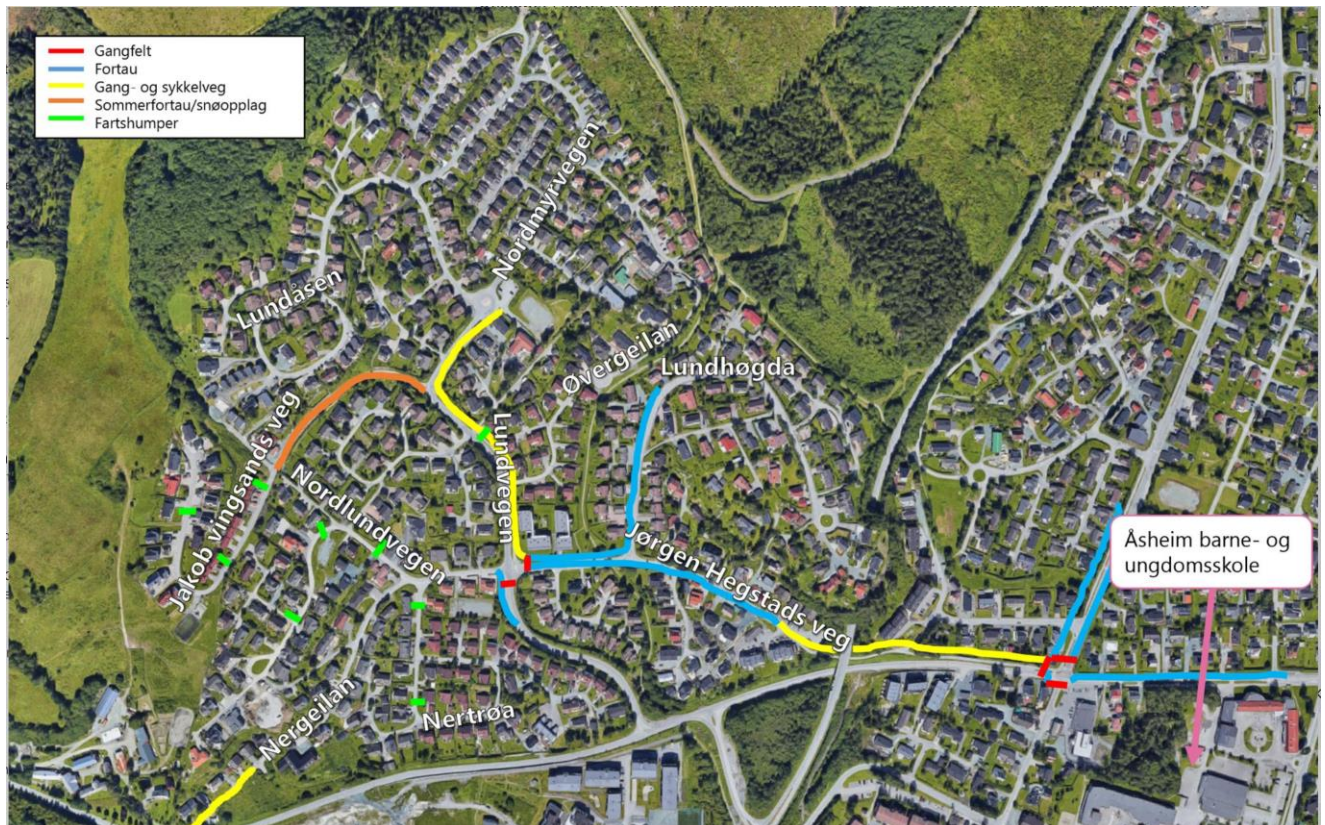 Gangfelt
Fortau
Gang- og sykkelveg
Sommerfortau/snøopplag
Fartshumper
Nordmyrvegen
Lundåsen
Øvergeilan
Lundhøgda
Jakob vingsands veg
Lundvegen
Nordlundvegen
Jørgen Hegstads veg
Åsheim barne- og
ungdomsskole
Nergeilan
Nertrøa